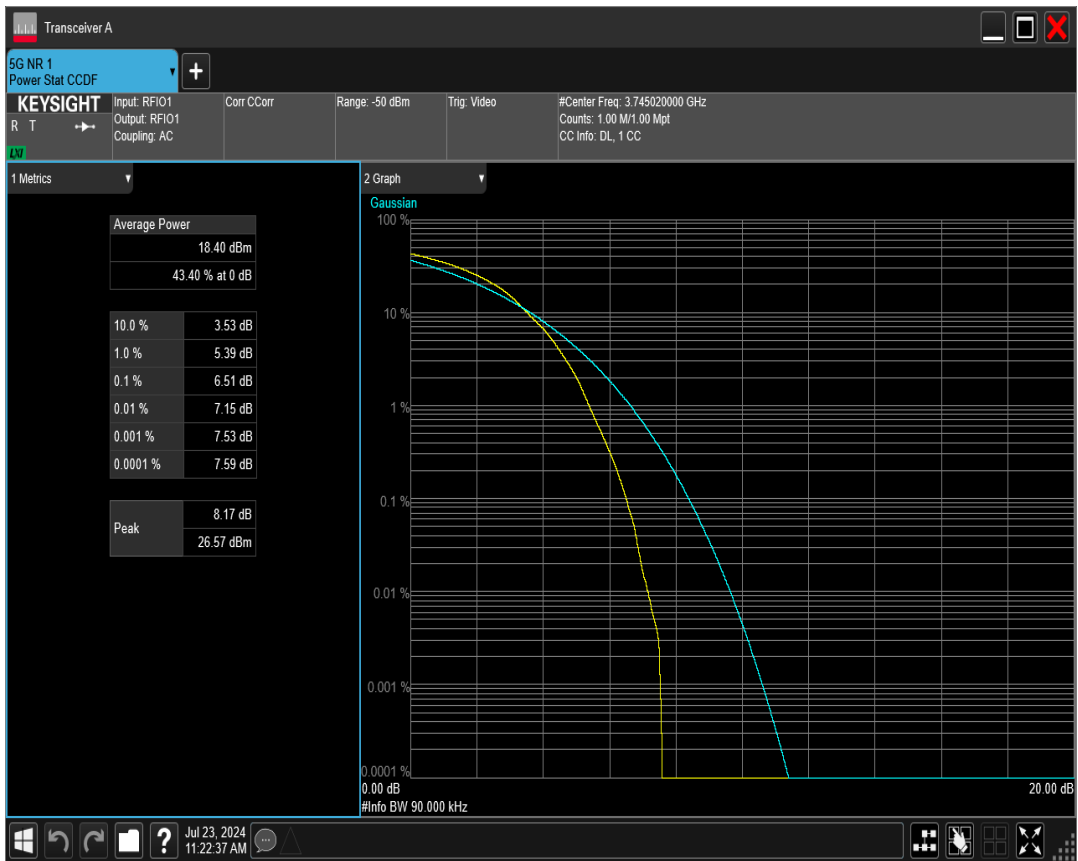 Transceiver A
5G NR 1
Power Stat CCDF
KEYSIGHT
R T
LXI
Input: RFIO1
Output: RFIO1
Coupling: AC
Corr CCorr
Range: -50 dBm
Trig: Video
#Center Freq: 3.745020000 GHz
Counts: 1.00 M/1.00 Mpt
CC Info: DL, 1 CC
1 Metrics
Average Power
18.40 dBm
43.40 % at 0 dB
10.0 % 3.53 dB
1.0 % 5.39 dB
0.1 % 6.51 dB
0.01 % 7.15 dB
0.001 % 7.53 dB
0.0001 % 7.59 dB
Peak 8.17 dB
26.57 dBm
2 Graph
Gaussian
100 %
10 %
1 %
0.1 %
0.01 %
0.001 %
0.0001 %
0.00 dB 20.00 dB
#Info BW 90.000 kHz
?
Jul 23, 2024
11:22:37 AM